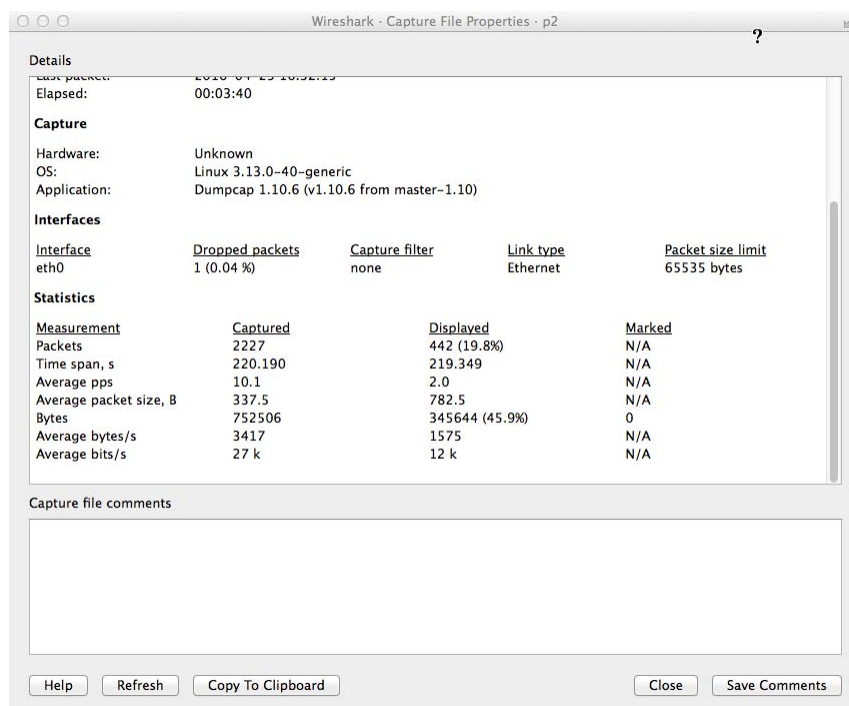 Wireshark · Capture File Properties · p2
?
Details
Last packet:
Elapsed: 00:03:40
Capture
Hardware: Unknown
OS: Linux 3.13.0-40-generic
Application: Dumpcap 1.10.6 (v1.10.6 from master-1.10)
Interfaces
Interface Dropped packets Capture filter Link type Packet size limit
eth0 1 (0.04 %) none Ethernet 65535 bytes
Statistics
Measurement Captured Displayed Marked
Packets 2227 442 (19.8%) N/A
Time span, s 220.190 219.349 N/A
Average pps 10.1 2.0 N/A
Average packet size, B 337.5 782.5 N/A
Bytes 752506 345644 (45.9%) 0
Average bytes/s 3417 1575 N/A
Average bits/s 27 k 12 k N/A
Capture file comments
Help Refresh Copy To Clipboard Close Save Comments